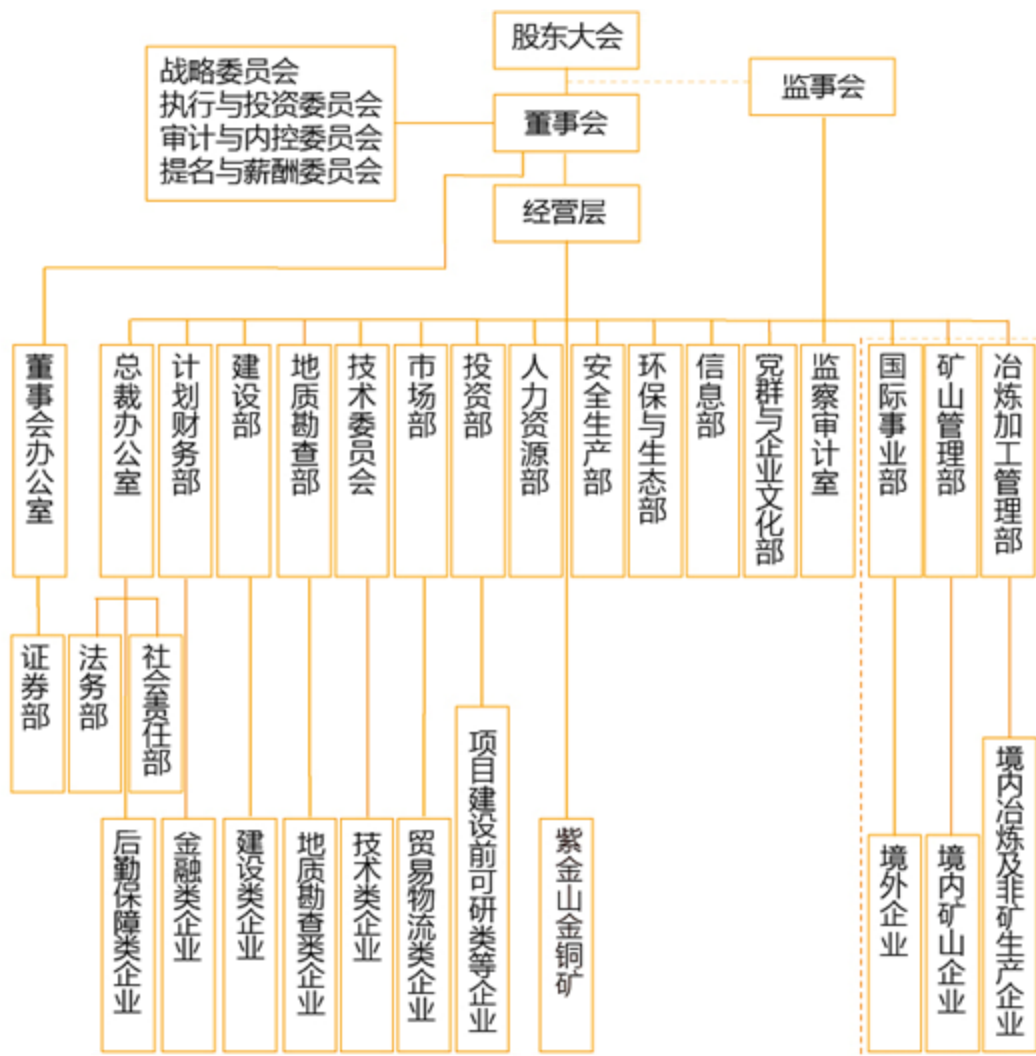 股东大会
战略委员会
执行与投资委员会
审计与内控委员会
提名与薪酬委员会
监事会
董事会
经营层
董事会办公室
总裁办公室
计划财务部
建设部
地质勘查部
技术委员会
市场部
投资部
人力资源部
安全生产部
环保与生态部
信息部
党群与企业文化部
监察审计室
国际事业部
矿山管理部
冶炼加工管理部
证券部
法务部
社会责任部
后勤保障类企业
金融类企业
建设类企业
地质勘查类企业
技术类企业
贸易物流类企业
项目建设前可研类等企业
紫金山金铜矿
境外企业
境内矿山企业
境内冶炼及非矿生产企业